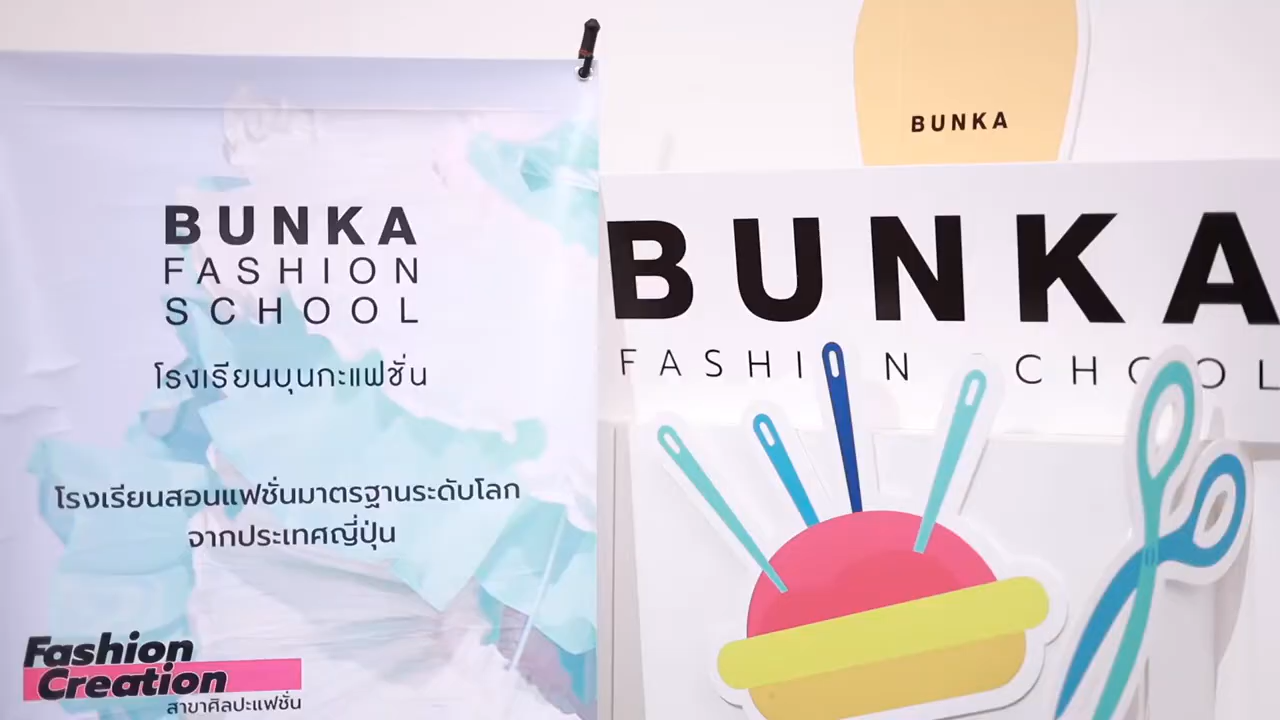 BUNKA
FASHION
SCHOOL
โรงเรียนบุนกะแฟชั่น
โรงเรียนสอนแฟชั่นมาตรฐานระดับโลก
จากประเทศญี่ปุ่น
Fashion
Creation
สาขาศิลปะแฟชั่น
BUNKA
BUNKA
FASHION SCHOOL